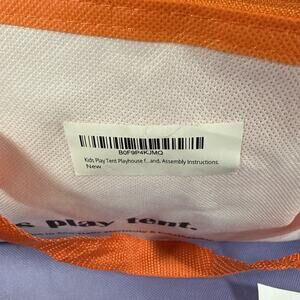 B0F9P4KJMQ
Kids Play Tent Playhouse f...and, Assembly Instructions.
New
s play tent.